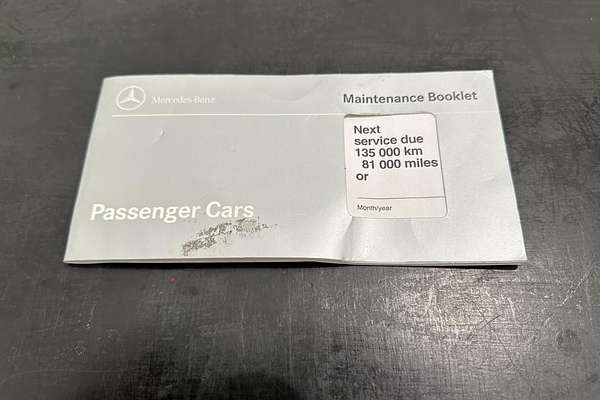 Mercedes-Benz
Maintenance Booklet
Next
service due
135 000 km
81 000 miles
or
Month/year
Passenger Cars